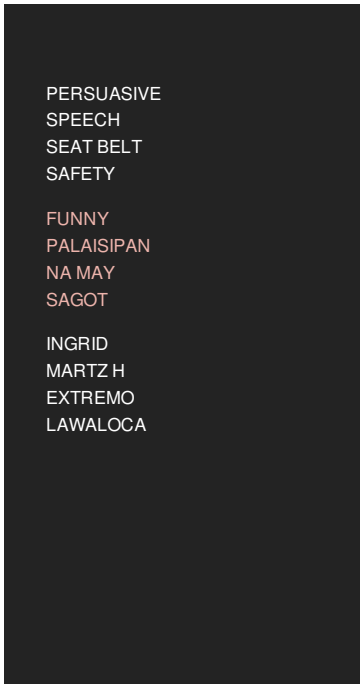 PERSUASIVE
SPEECH
SEAT BELT
SAFETY
FUNNY
PALAISIPAN
NA MAY
SAGOT
INGRID
MARTZ H
EXTREMO
LAWALOCA